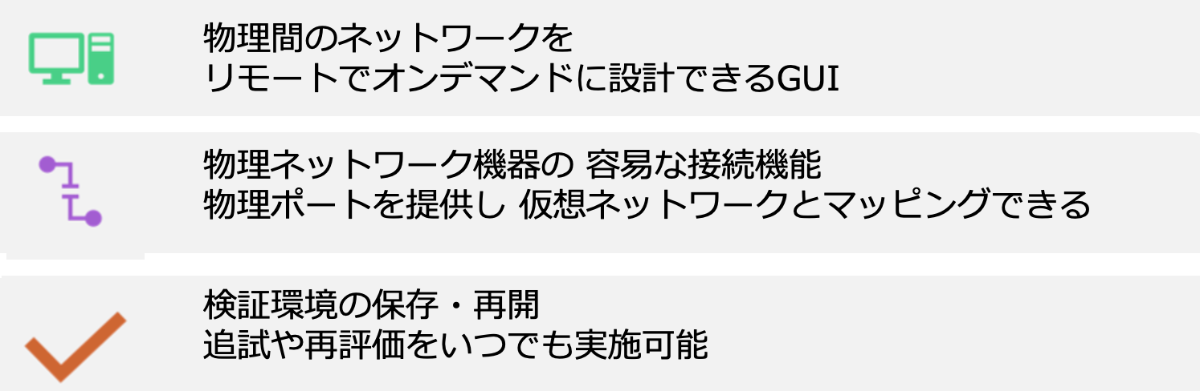 物理間のネットワークを
リモートでオンデマンドに設計できるGUI
物理ネットワーク機器の 容易な接続機能
物理ポートを提供し 仮想ネットワークとマッピングできる
検証環境の保存・再開
追試や再評価をいつでも実施可能